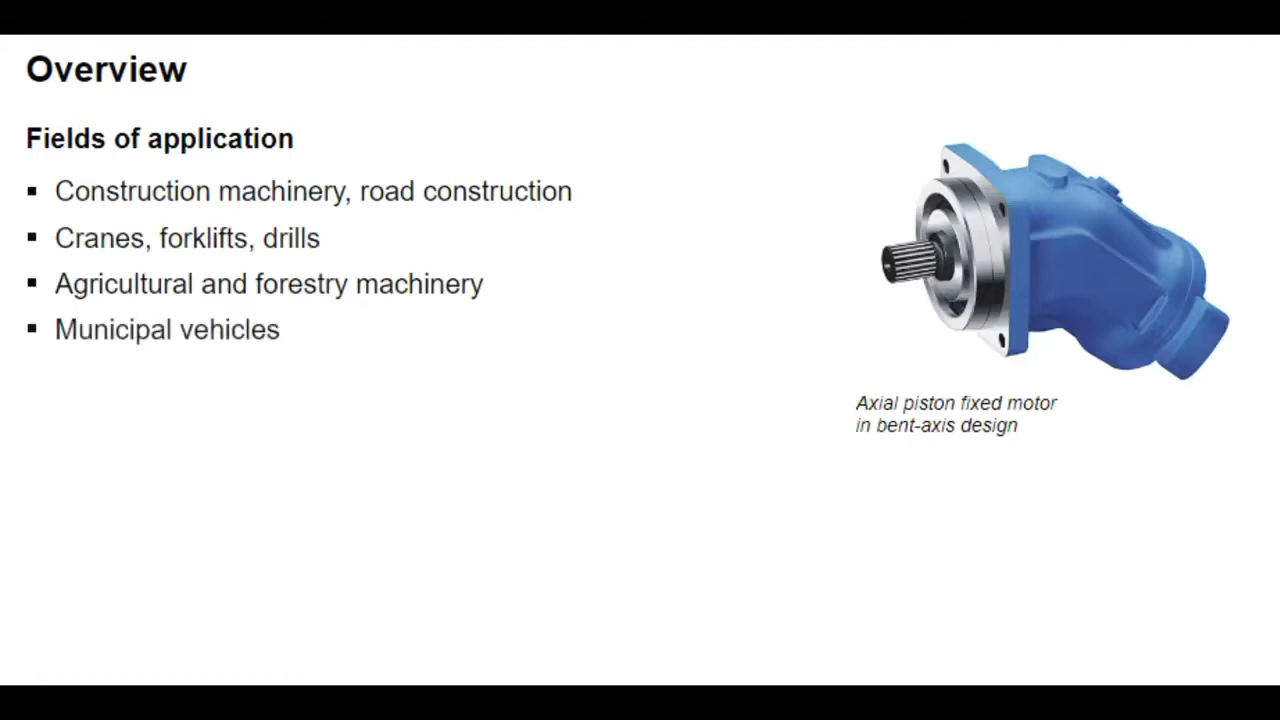 Overview
Fields of application
▪ Construction machinery, road construction
▪ Cranes, forklifts, drills
▪ Agricultural and forestry machinery
▪ Municipal vehicles
Axial piston fixed motor
in bent-axis design